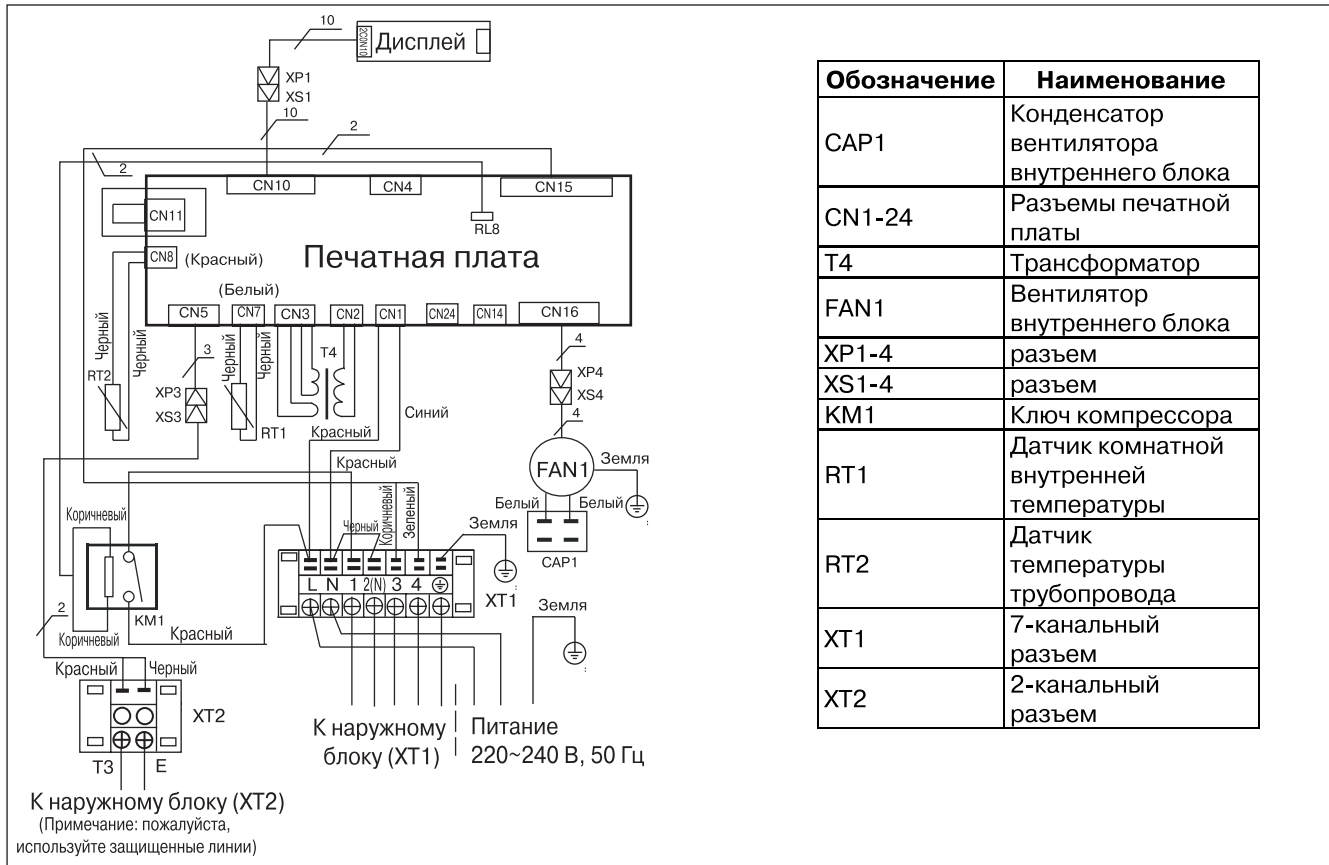 10
2CON10
Дисплей
XP1
XS1
10
2
2
CN10
CN4
CN15
CN11
RL8
CN8
(Красный)
Печатная плата
(Белый)
CN5
CN7
CN3
CN2
CN1
CN24
CN14
CN16
Черный
Черный
RT2
3
XP3
XS3
Черный
Черный
RT1
T4
Красный
Синий
4
XP4
XS4
4
Красный
FAN1
Земля
Белый
Белый
CAP1
Коричневый
Черный
Коричневый
Зеленый
Земля
L N 1 2(N) 3 4
XT1
Земля
KM1
2
Коричневый
Красный
Красный
Черный
XT2
T3
E
К наружному
блоку (XT1)
Питание
220~240 В, 50 Гц
К наружному блоку (XT2)
(Примечание: пожалуйста,
используйте защищенные линии)
Обозначение
Наименование
CAP1
Конденсатор
вентилятора
внутреннего блока
CN1-24
Разъемы печатной
платы
T4
Трансформатор
FAN1
Вентилятор
внутреннего блока
XP1-4
разъем
XS1-4
разъем
KM1
Ключ компрессора
RT1
Датчик комнатной
внутренней
температуры
RT2
Датчик
температуры
трубопровода
XT1
7-канальный
разъем
XT2
2-канальный
разъем